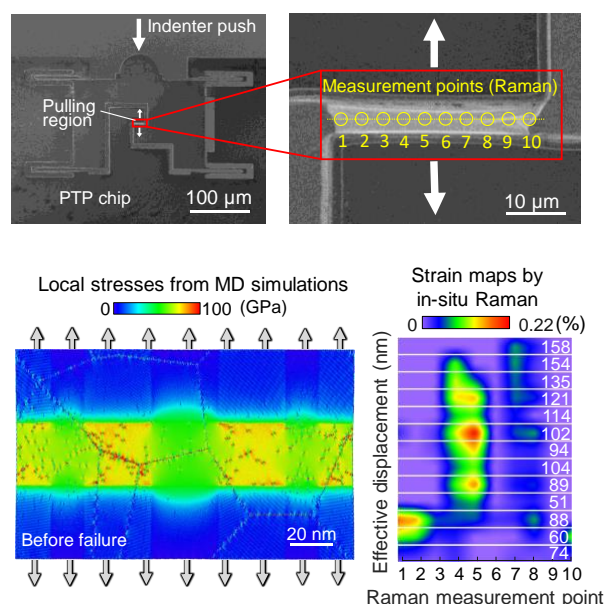 Indenter push
Pulling
region
PTP chip
100 µm
Measurement points (Raman)
1 2 3 4 5 6 7 8 9 10
10 µm
Local stresses from MD simulations
0 100 (GPa)
Before failure
20 nm
Strain maps by
in-situ Raman
0 0.22 (%)
Effective displacement (nm)
158
154
135
121
114
102
94
104
89
51
88
60
74
1 2 3 4 5 6 7 8 9 10
Raman measurement point